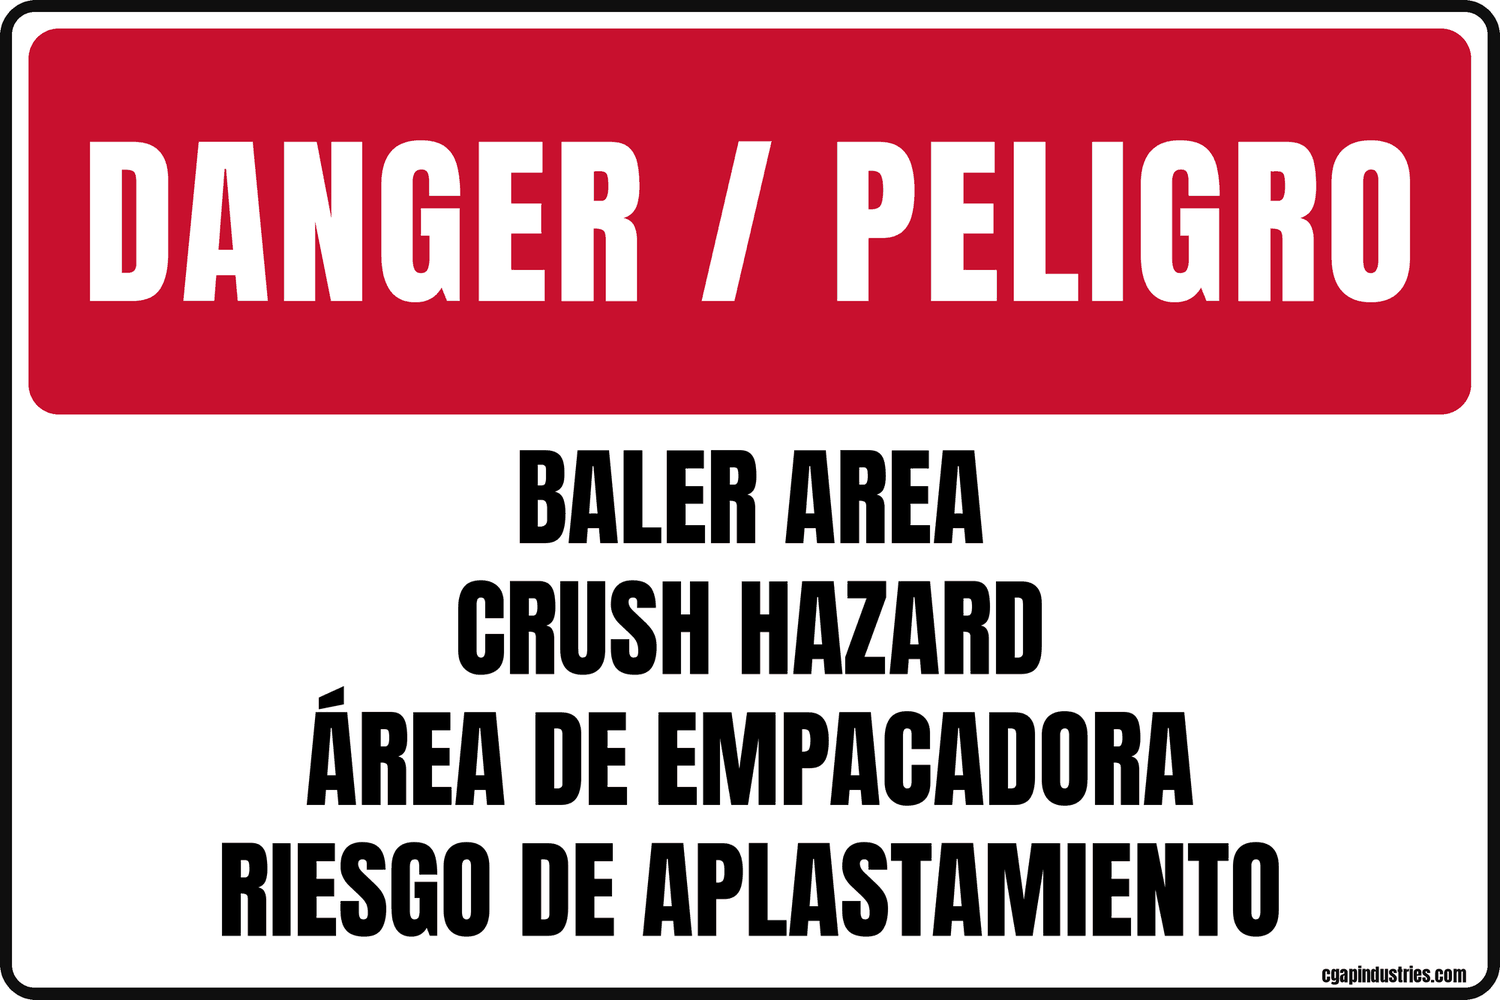 DANGER / PELIGRO
BALER AREA
CRUSH HAZARD
ÁREA DE EMPACADORA
RIESGO DE APLASTAMIENTO
cgapindustries.com